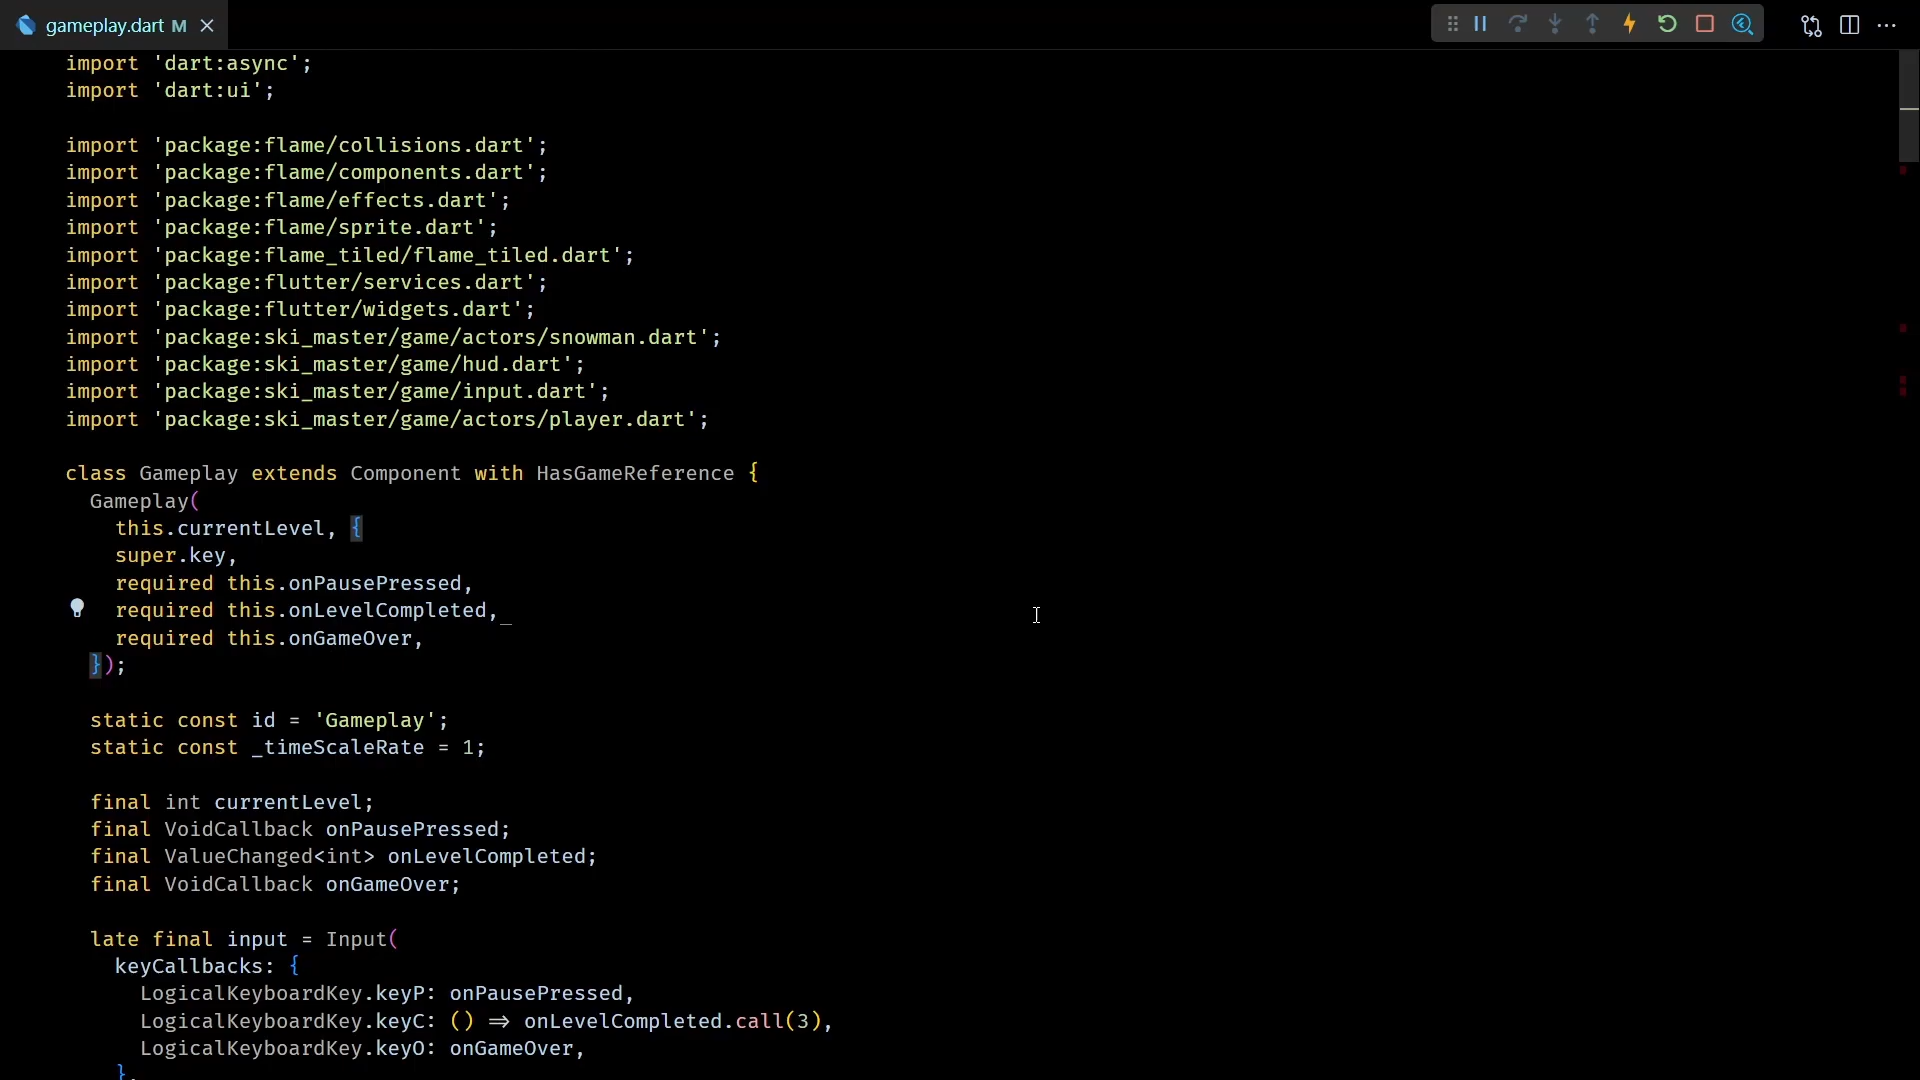 gameplay.dart M
import 'dart:async';
import 'dart:ui';
import 'package:flame/collisions.dart';
import 'package:flame/components.dart';
import 'package:flame/effects.dart';
import 'package:flame/sprite.dart';
import 'package:flame_tiled/flame_tiled.dart';
import 'package:flutter/services.dart';
import 'package:flutter/widgets.dart';
import 'package:ski_master/game/actors/snowman.dart';
import 'package:ski_master/game/hud.dart';
import 'package:ski_master/game/input.dart';
import 'package:ski_master/game/actors/player.dart';
class Gameplay extends Component with HasGameReference {
Gameplay(
this.currentLevel, {
super.key,
required this.onPausePressed,
required this.onLevelCompleted,
required this.onGameOver,
});
static const id = 'Gameplay';
static const _timeScaleRate = 1;
final int currentLevel;
final VoidCallback onPausePressed;
final ValueChanged<int> onLevelCompleted;
final VoidCallback onGameOver;
late final input = Input(
keyCallbacks: {
LogicalKeyboardKey.keyP: onPausePressed,
LogicalKeyboardKey.keyC: () => onLevelCompleted.call(3),
LogicalKeyboardKey.keyO: onGameOver,
},